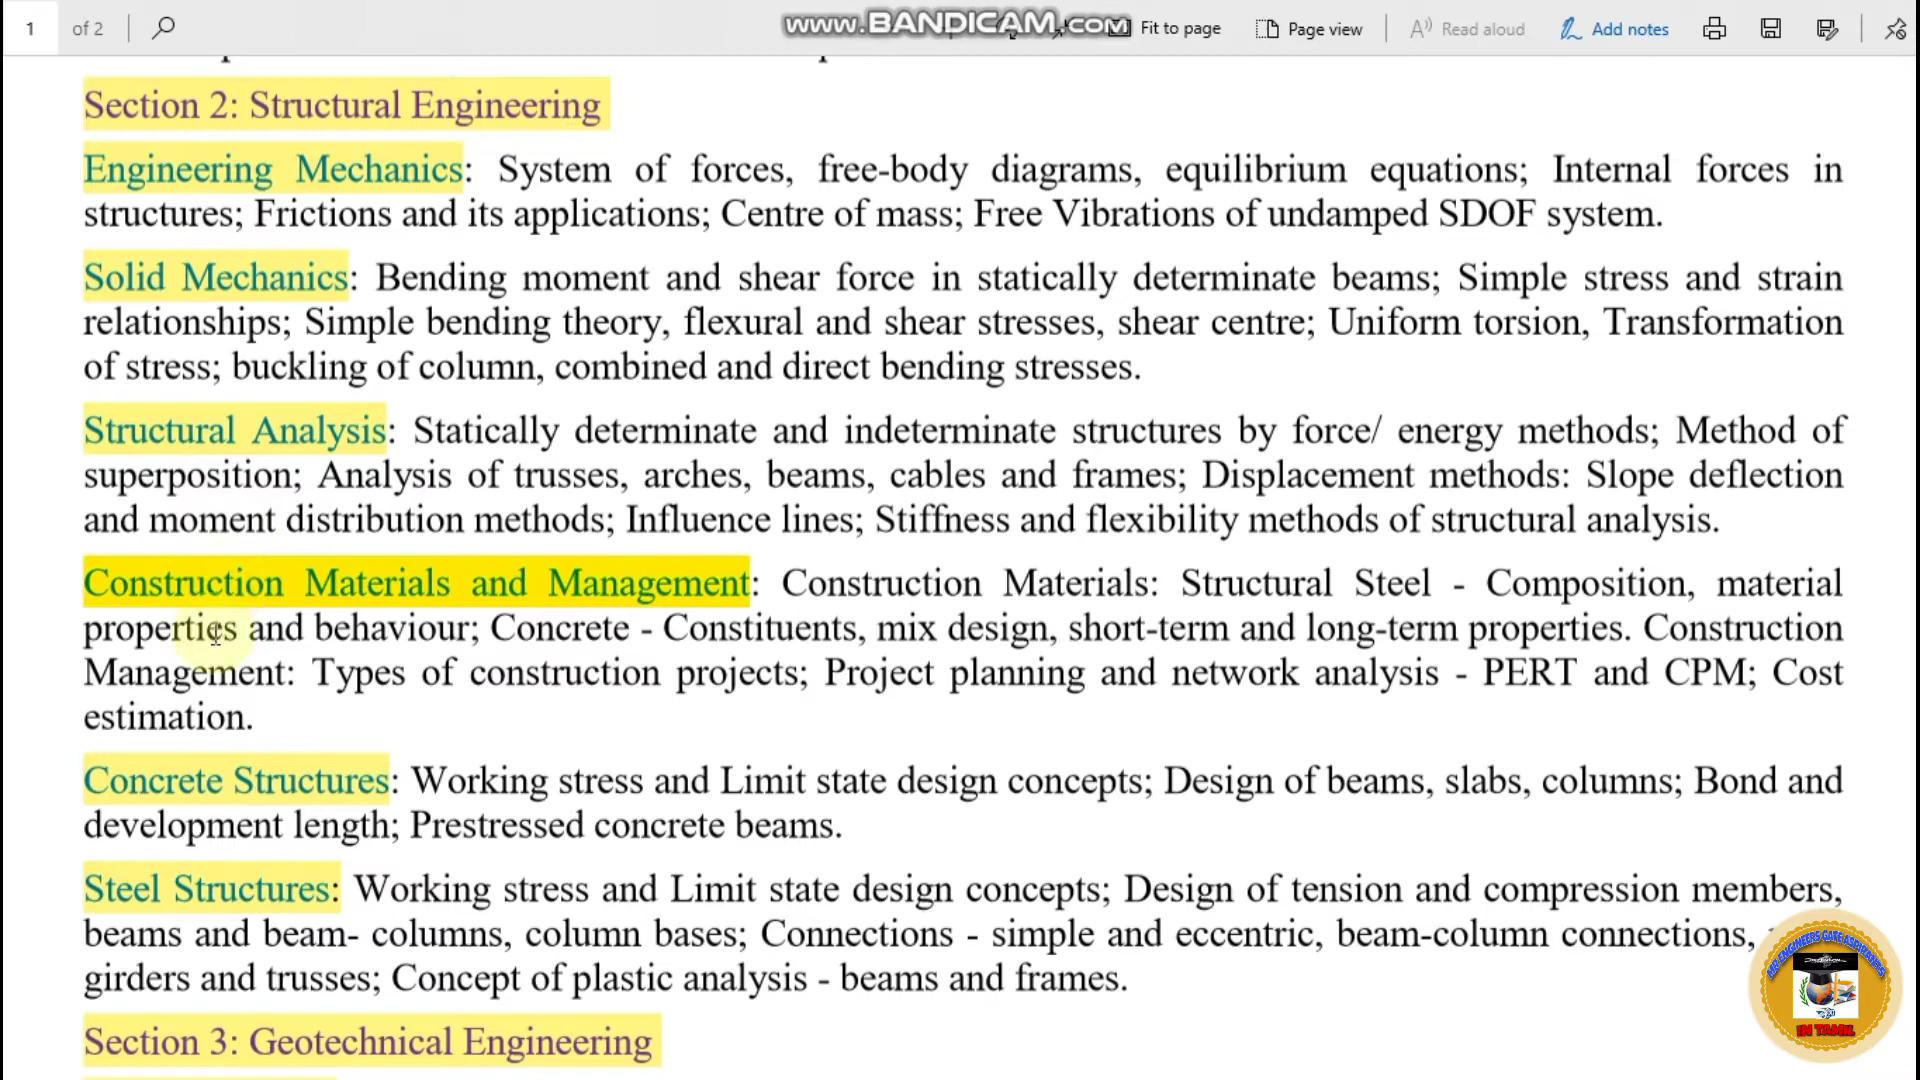 1 of 2 www.BANDICAM.com Fit to page Page view Read aloud Add notes
Section 2: Structural Engineering
Engineering Mechanics: System of forces, free-body diagrams, equilibrium equations; Internal forces in
structures; Frictions and its applications; Centre of mass; Free Vibrations of undamped SDOF system.
Solid Mechanics: Bending moment and shear force in statically determinate beams; Simple stress and strain
relationships; Simple bending theory, flexural and shear stresses, shear centre; Uniform torsion, Transformation
of stress; buckling of column, combined and direct bending stresses.
Structural Analysis: Statically determinate and indeterminate structures by force/ energy methods; Method of
superposition; Analysis of trusses, arches, beams, cables and frames; Displacement methods: Slope deflection
and moment distribution methods; Influence lines; Stiffness and flexibility methods of structural analysis.
Construction Materials and Management: Construction Materials: Structural Steel - Composition, material
properties and behaviour; Concrete - Constituents, mix design, short-term and long-term properties. Construction
Management: Types of construction projects; Project planning and network analysis - PERT and CPM; Cost
estimation.
Concrete Structures: Working stress and Limit state design concepts; Design of beams, slabs, columns; Bond and
development length; Prestressed concrete beams.
Steel Structures: Working stress and Limit state design concepts; Design of tension and compression members,
beams and beam- columns, column bases; Connections - simple and eccentric, beam-column connections,
girders and trusses; Concept of plastic analysis - beams and frames.
Section 3: Geotechnical Engineering
MR ENGINEERS GATE ASPIRANTS
IN TAMIL